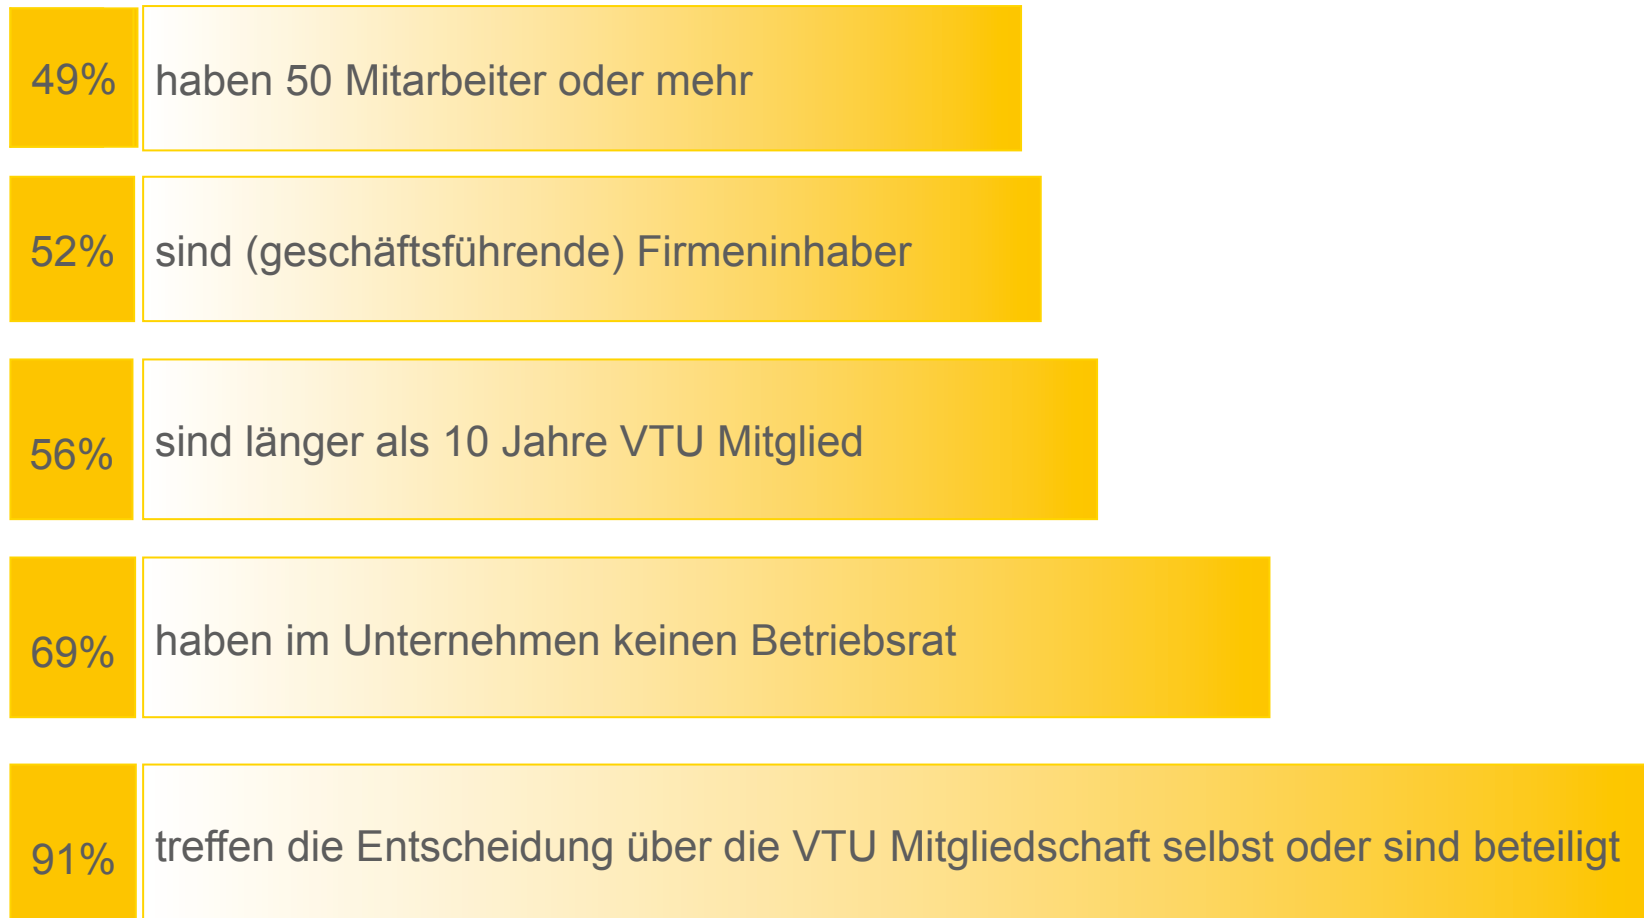 49% haben 50 Mitarbeiter oder mehr
52% sind (geschäftsführende) Firmeninhaber
56% sind länger als 10 Jahre VTU Mitglied
69% haben im Unternehmen keinen Betriebsrat
91% treffen die Entscheidung über die VTU Mitgliedschaft selbst oder sind beteiligt